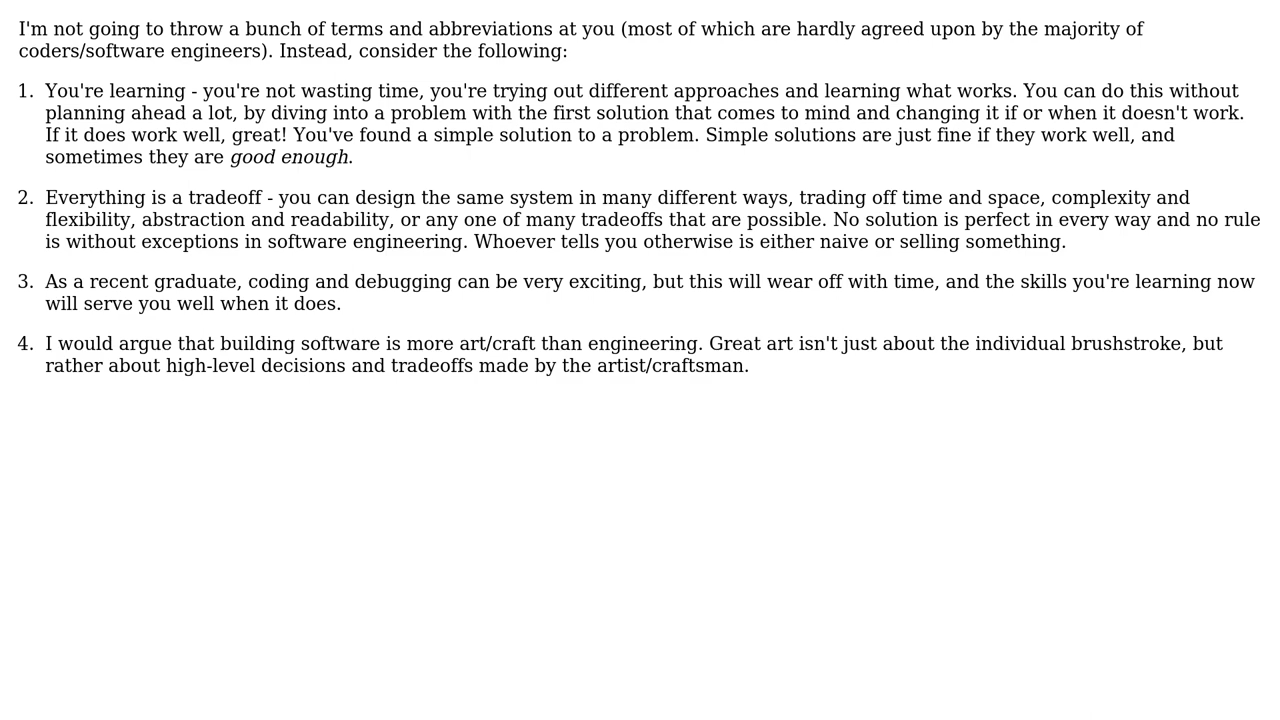 I'm not going to throw a bunch of terms and abbreviations at you (most of which are hardly agreed upon by the majority of
coders/software engineers). Instead, consider the following:
1. You're learning - you're not wasting time, you're trying out different approaches and learning what works. You can do this without
planning ahead a lot, by diving into a problem with the first solution that comes to mind and changing it if or when it doesn't work.
If it does work well, great! You've found a simple solution to a problem. Simple solutions are just fine if they work well, and
sometimes they are good enough.
2. Everything is a tradeoff - you can design the same system in many different ways, trading off time and space, complexity and
flexibility, abstraction and readability, or any one of many tradeoffs that are possible. No solution is perfect in every way and no rule
is without exceptions in software engineering. Whoever tells you otherwise is either naive or selling something.
3. As a recent graduate, coding and debugging can be very exciting, but this will wear off with time, and the skills you're learning now
will serve you well when it does.
4. I would argue that building software is more art/craft than engineering. Great art isn't just about the individual brushstroke, but
rather about high-level decisions and tradeoffs made by the artist/craftsman.